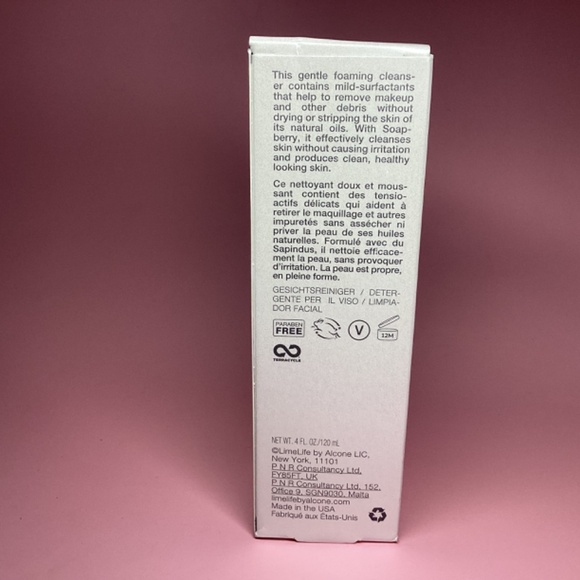 This gentle foaming cleans-
er contains mild-surfactants
that help to remove makeup
and other debris without
drying or stripping the skin of
its natural oils. With Soap-
berry, it effectively cleanses
skin without causing irritation
and produces clean, healthy
looking skin.
Ce nettoyant doux et mous-
sant contient des tensio-
actifs délicats qui aident à
retirer le maquillage et autres
impuretés sans assécher ni
priver la peau de ses huiles
naturelles. Formulé avec du
Sapindus, il nettoie efficace-
ment la peau, sans provoquer
d'irritation. La peau est propre,
en pleine forme.
GESICHTSREINIGER / DETER-
GENTE PER IL VISO / LIMPIA-
DOR FACIAL
PARABEN
FREE
V
12M
TERRACYCLE
NET WT. 4 FL. OZ/120 mL
©LimeLife by Alcone LIC,
New York, 11101
P N R Consultancy Ltd,
FY85FT, UK
P N R Consultancy Ltd, 152,
Office 9, SGN9030, Malta
limelifebyalcone.com
Made in the USA
Fabriqué aux États-Unis